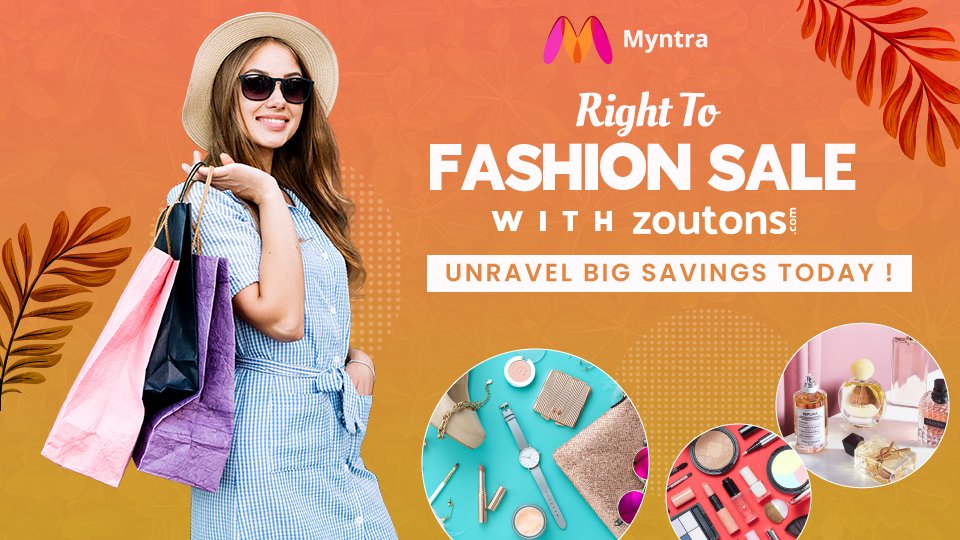 Myntra
Right To
FASHION SALE
WITH zoutons.com
UNRAVEL BIG SAVINGS TODAY !